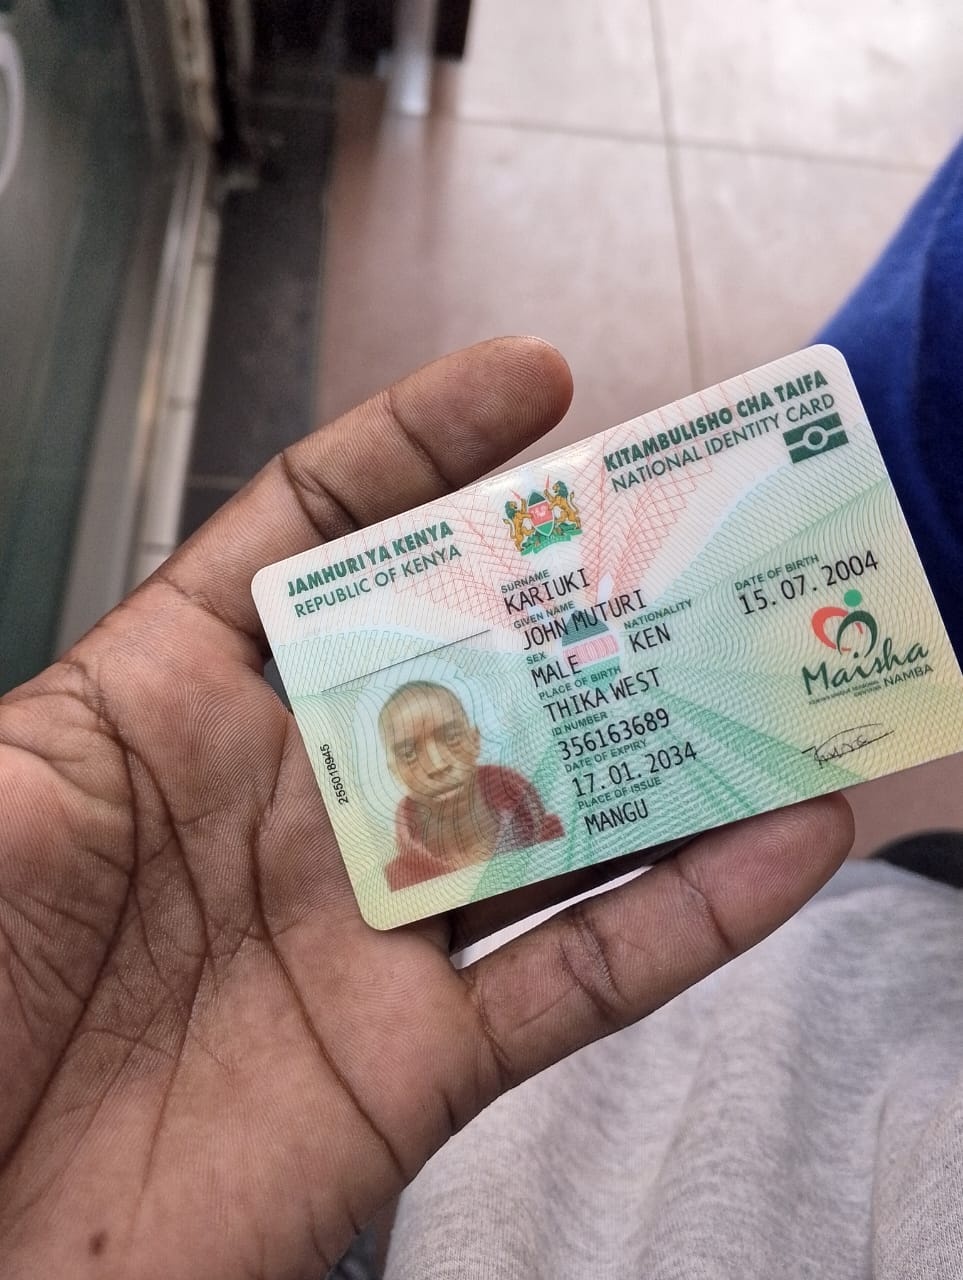 JAMHURI YA KENYA
REPUBLIC OF KENYA
KITAMBULISHO CHA TAIFA
NATIONAL IDENTITY CARD
SURNAME
KARIUKI
GIVEN NAME
JOHN MUTURI
SEX
MALE
NATIONALITY
KEN
DATE OF BIRTH
15. 07. 2004
PLACE OF BIRTH
THIKA WEST
ID NUMBER
356163689
DATE OF EXPIRY
17. 01. 2034
PLACE OF ISSUE
MANGU
Maisha
NAMBA
255018945